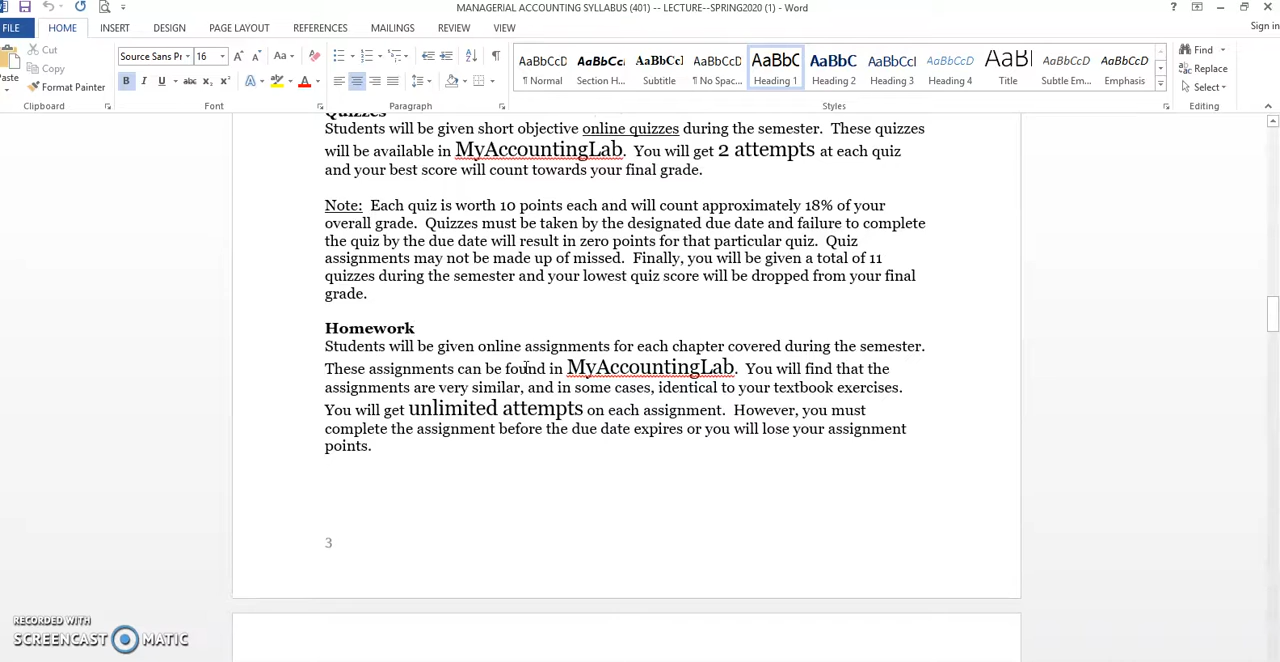 MANAGERIAL ACCOUNTING SYLLABUS (401) -- LECTURE--SPRING2020 (1) - Word
FILE HOME INSERT DESIGN PAGE LAYOUT REFERENCES MAILINGS REVIEW VIEW Sign in
Cut
Copy
Format Painter
Clipboard
Source Sans Pr 16
Font
Paragraph
AaBbCcD AaBbCc AaBbCc AaBbCcD AaBbC AaBbC AaBbCcI AaBbCcD AaB AaBbCcD AaBbCcD
¶ Normal Section H... Subtitle ¶ No Spac... Heading 1 Heading 2 Heading 3 Heading 4 Title Subtle Em... Emphasis
Styles
Find
Replace
Select
Editing
Quizzes
Students will be given short objective online quizzes during the semester. These quizzes
will be available in MyAccountingLab. You will get 2 attempts at each quiz
and your best score will count towards your final grade.
Note: Each quiz is worth 10 points each and will count approximately 18% of your
overall grade. Quizzes must be taken by the designated due date and failure to complete
the quiz by the due date will result in zero points for that particular quiz. Quiz
assignments may not be made up of missed. Finally, you will be given a total of 11
quizzes during the semester and your lowest quiz score will be dropped from your final
grade.
Homework
Students will be given online assignments for each chapter covered during the semester.
These assignments can be found in MyAccountingLab. You will find that the
assignments are very similar, and in some cases, identical to your textbook exercises.
You will get unlimited attempts on each assignment. However, you must
complete the assignment before the due date expires or you will lose your assignment
points.
3
RECORDED WITH
SCREENCAST MATIC